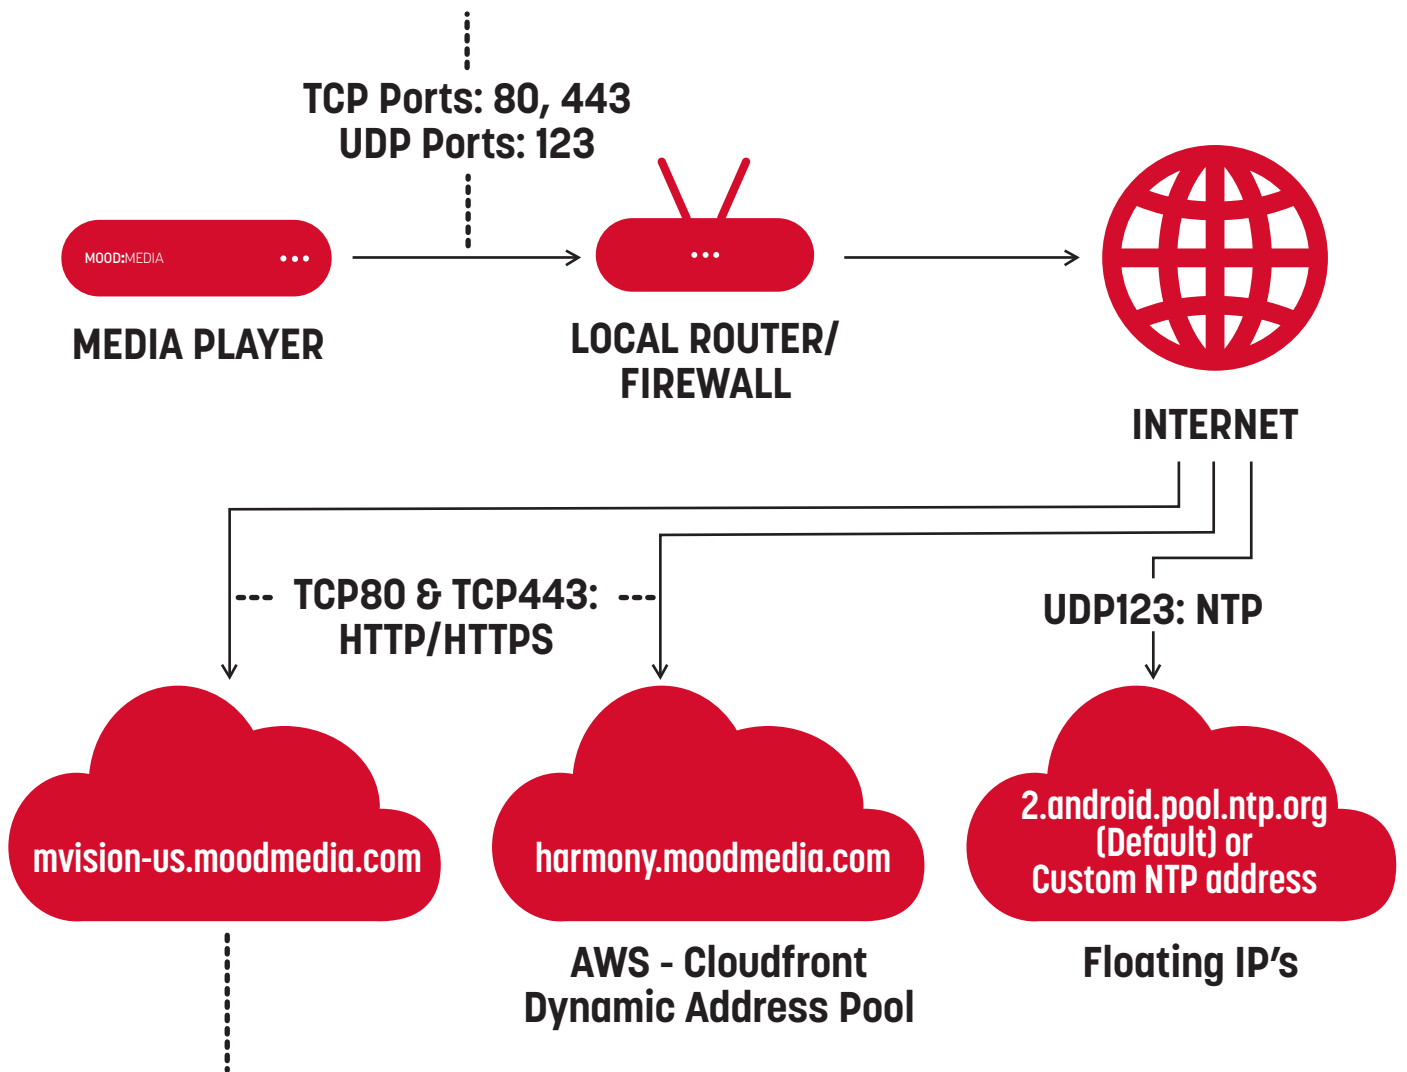 TCP Ports: 80, 443
UDP Ports: 123
MOOD:MEDIA
MEDIA PLAYER
LOCAL ROUTER/
FIREWALL
INTERNET
TCP80 & TCP443:
HTTP/HTTPS
UDP123: NTP
mvision-us.moodmedia.com
harmony.moodmedia.com
2.android.pool.ntp.org
(Default) or
Custom NTP address
AWS - Cloudfront
Dynamic Address Pool
Floating IP’s